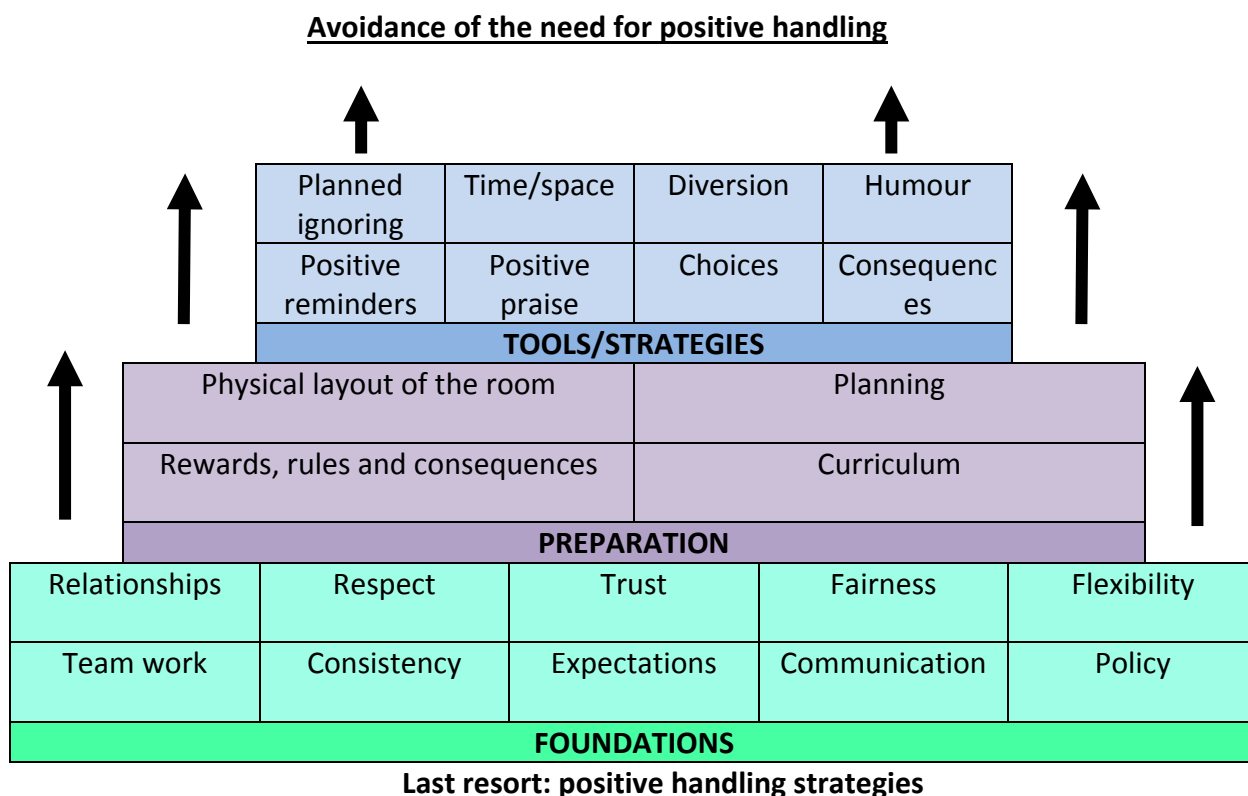 Avoidance of the need for positive handling
Planned ignoring
Time/space
Diversion
Humour
Positive reminders
Positive praise
Choices
Consequences
TOOLS/STRATEGIES
Physical layout of the room
Planning
Rewards, rules and consequences
Curriculum
PREPARATION
Relationships
Respect
Trust
Fairness
Flexibility
Team work
Consistency
Expectations
Communication
Policy
FOUNDATIONS
Last resort: positive handling strategies